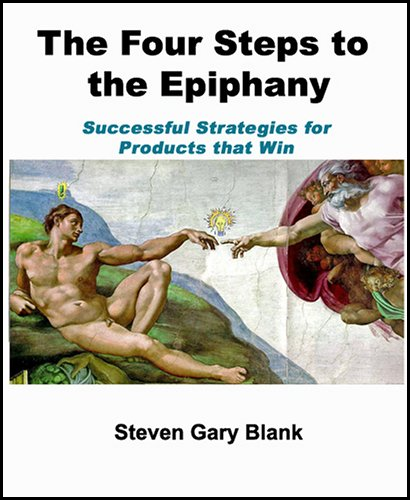 The Four Steps to
the Epiphany
Successful Strategies for
Products that Win
Steven Gary Blank